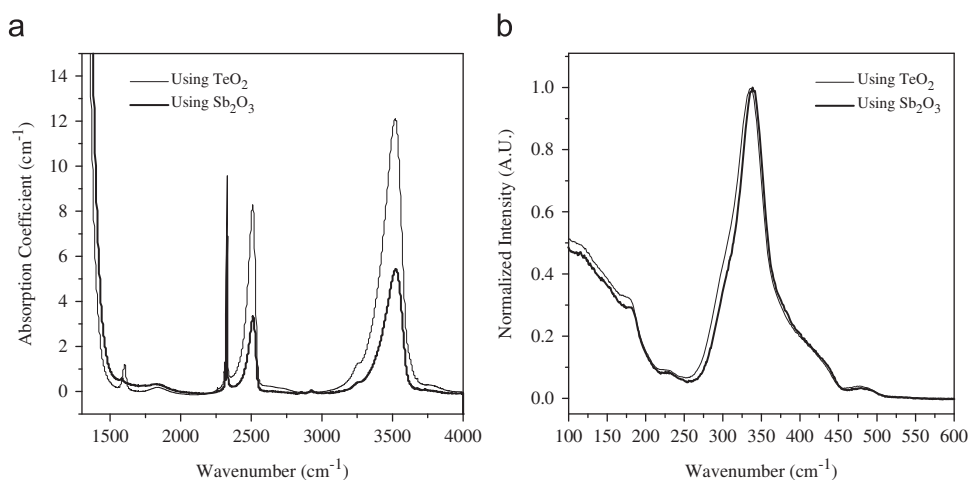 a
Absorption Coefficient (cm⁻¹)
14
12
10
8
6
4
2
0
Using TeO₂
Using Sb₂O₃
1500 2000 2500 3000 3500 4000
Wavenumber (cm⁻¹)
b
Normalized Intensity (A.U.)
1.0
0.8
0.6
0.4
0.2
0.0
Using TeO₂
Using Sb₂O₃
100 150 200 250 300 350 400 450 500 550 600
Wavenumber (cm⁻¹)